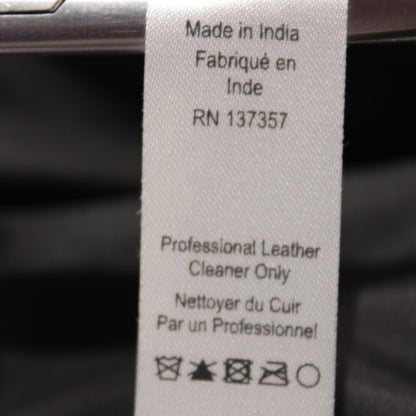 Made in India
Fabriqué en
Inde
RN 137357
Professional Leather
Cleaner Only
Nettoyer du Cuir
Par un Professionnel